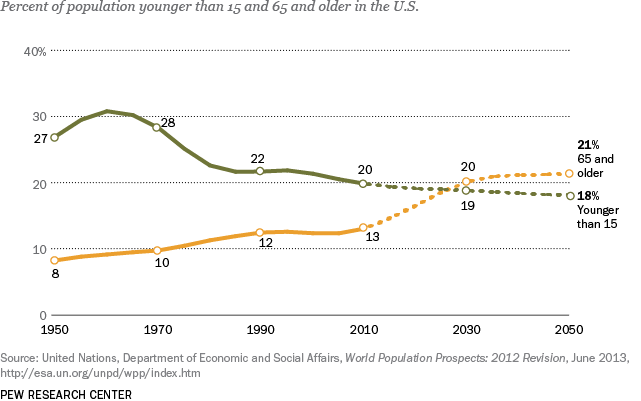 Percent of population younger than 15 and 65 and older in the U.S.
40%
30
20
10
0
27
28
22
20
20
19
21%
65 and
older
18%
Younger
than 15
8
10
12
13
1950
1970
1990
2010
2030
2050
Source: United Nations, Department of Economic and Social Affairs, World Population Prospects: 2012 Revision, June 2013,
http://esa.un.org/unpd/wpp/index.htm
PEW RESEARCH CENTER